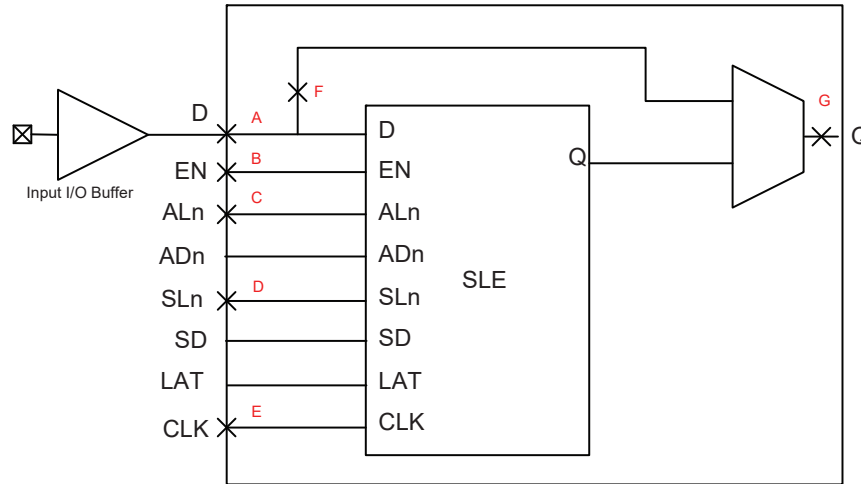 F
G
D
A
D
Q
Q
EN
B
EN
Input I/O Buffer
ALn
C
ALn
ADn
ADn
SLE
SLn
D
SLn
SD
SD
LAT
LAT
CLK
E
CLK